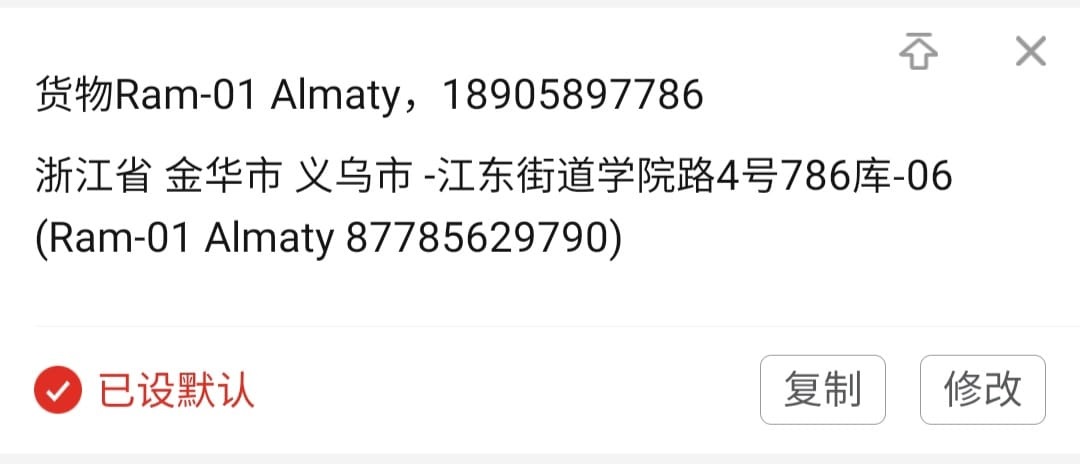 货物Ram-01 Almaty，18905897786
浙江省 金华市 义乌市 -江东街道学院路4号786库-06
(Ram-01 Almaty 87785629790)
已设默认
复制
修改